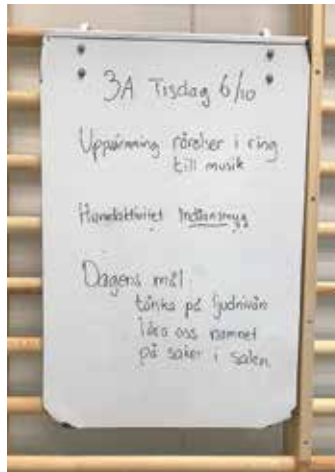 3A Tisdag 6/10
Uppvärmning rörelser i ring
till musik
Huvudaktivitet Indiansmyg
Dagens mål
tänka på ljudnivån
lära oss namnet
på saker i salen